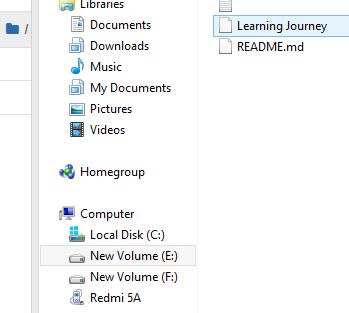 /
Libraries
Documents
Downloads
Music
My Documents
Pictures
Videos
Homegroup
Computer
Local Disk (C:)
New Volume (E:)
New Volume (F:)
Redmi 5A
Learning Journey
README.md